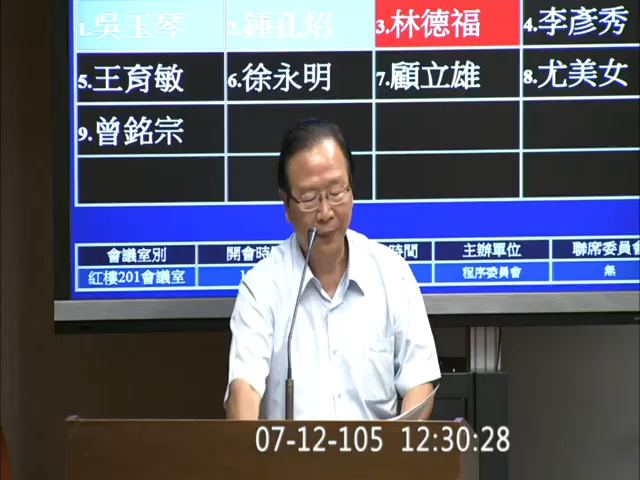 1.吳玉琴 2.鍾孔炤 3.林德福 4.李彥秀
5.王育敏 6.徐永明 7.顧立雄 8.尤美女
9.曾銘宗
會議室別 開會時 時間 主辦單位 聯席委員會
紅樓201會議室 1 程序委員會 無
07-12-105 12:30:28